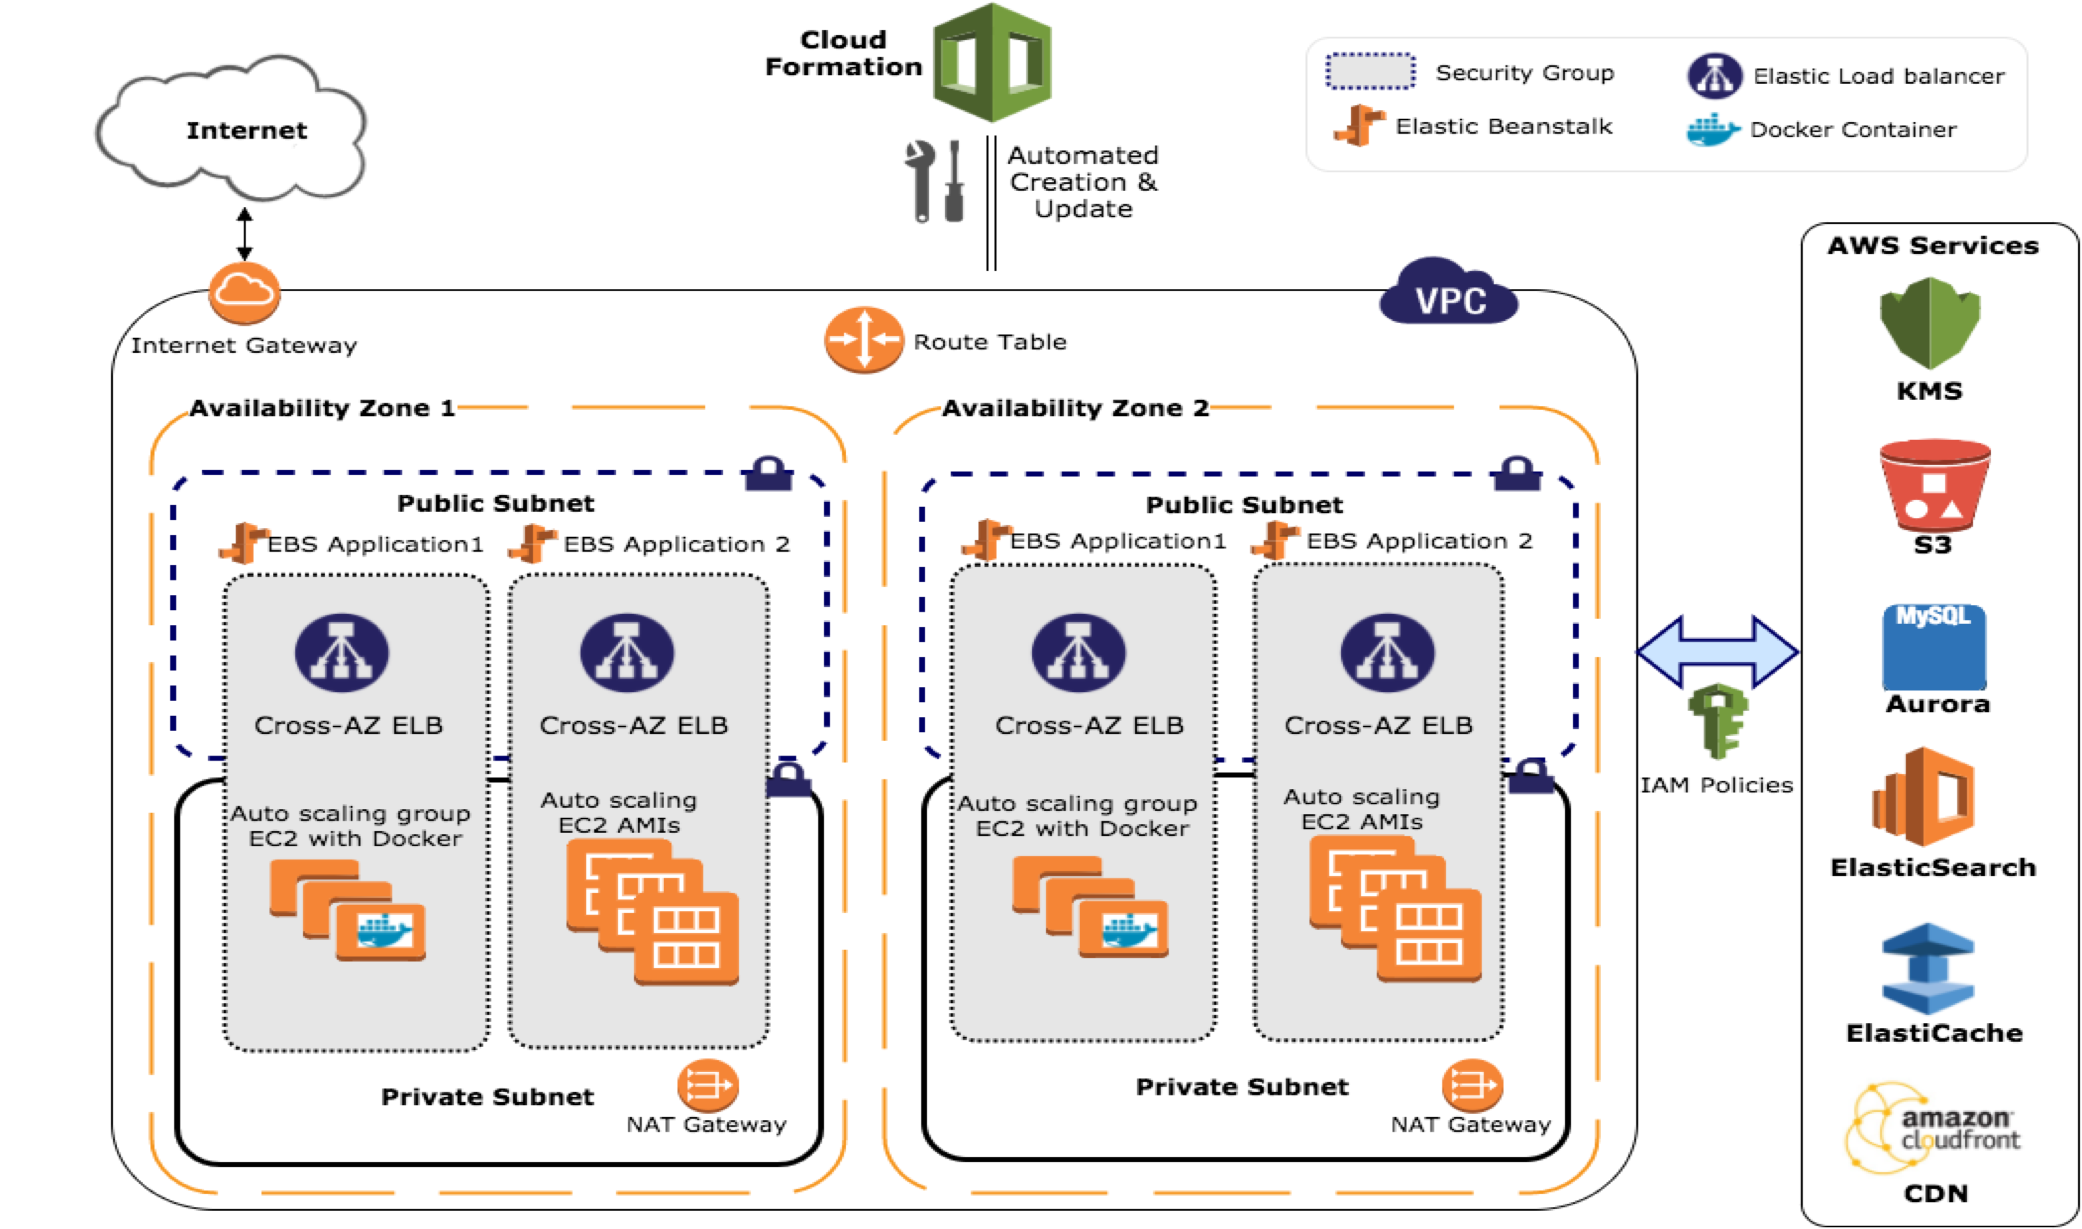 Cloud
Formation
Internet
Security Group
Elastic Load balancer
Elastic Beanstalk
Docker Container
Automated
Creation &
Update
AWS Services
VPC
Internet Gateway
Route Table
KMS
Availability Zone 1
Availability Zone 2
Public Subnet
Public Subnet
EBS Application1
EBS Application 2
EBS Application1
EBS Application 2
S3
MySQL
Aurora
Cross-AZ ELB
Cross-AZ ELB
Cross-AZ ELB
Cross-AZ ELB
IAM Policies
Auto scaling group
EC2 with Docker
Auto scaling
EC2 AMIs
Auto scaling group
EC2 with Docker
Auto scaling
EC2 AMIs
ElasticSearch
ElastiCache
Private Subnet
NAT Gateway
Private Subnet
NAT Gateway
amazon
cloudfront
CDN